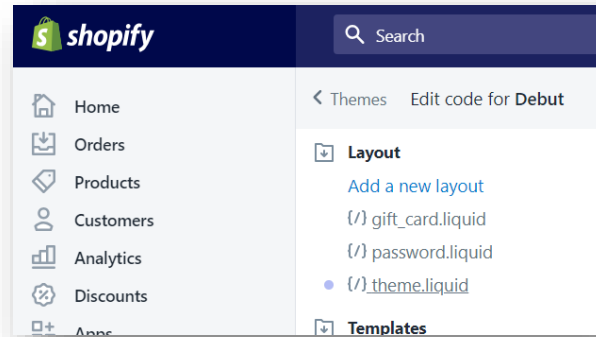 shopify
Search
Home
Orders
Products
Customers
Analytics
Discounts
Apps
Themes Edit code for Debut
Layout
Add a new layout
{/} gift_card.liquid
{/} password.liquid
{/} theme.liquid
Templates